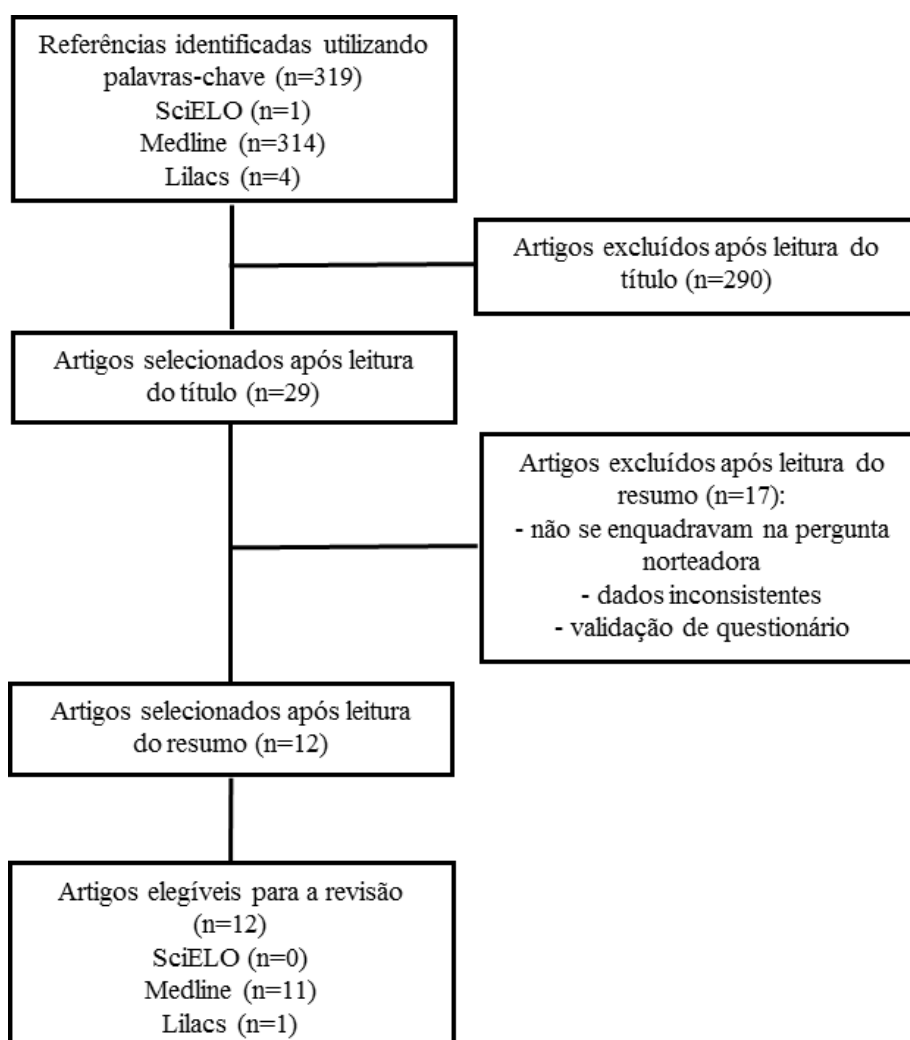 Referências identificadas utilizando
palavras-chave (n=319)
SciELO (n=1)
Medline (n=314)
Lilacs (n=4)
Artigos excluídos após leitura do
título (n=290)
Artigos selecionados após leitura
do título (n=29)
Artigos excluídos após leitura do
resumo (n=17):
- não se enquadravam na pergunta
norteadora
- dados inconsistentes
- validação de questionário
Artigos selecionados após leitura
do resumo (n=12)
Artigos elegíveis para a revisão
(n=12)
SciELO (n=0)
Medline (n=11)
Lilacs (n=1)